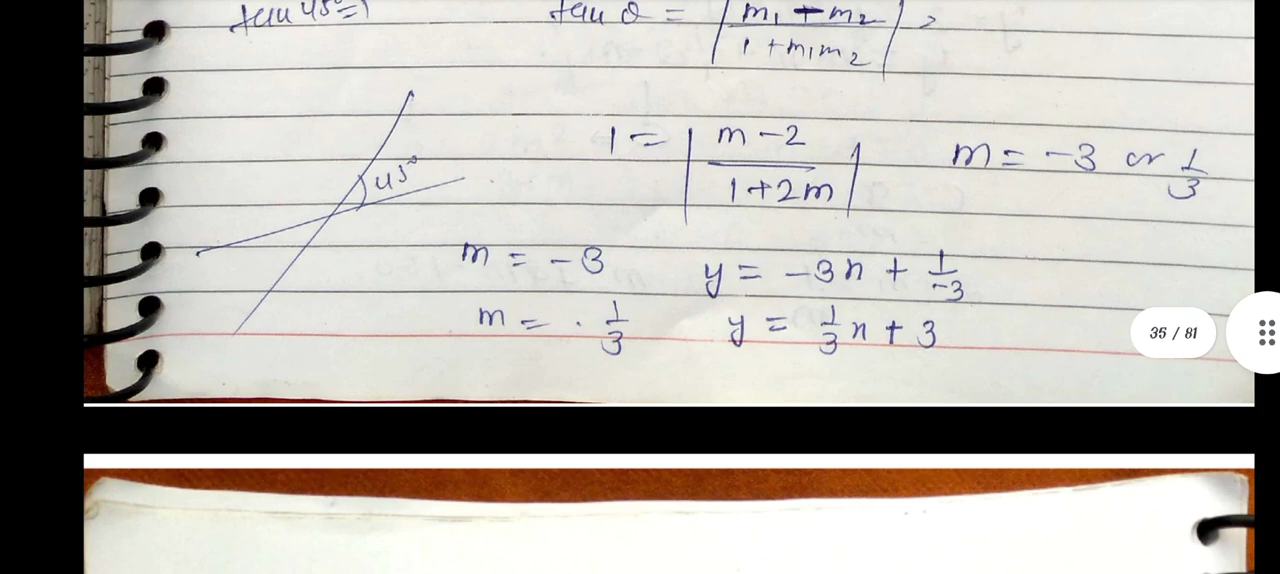 tan 45°=1 tan θ = | m₁ - m₂ / 1 + m₁m₂ | ,
1 = | m - 2 / 1 + 2m | m = -3 or 1/3
45°
m = -3 y = -3x + 1/-3
m = . 1/3 y = 1/3 x + 3
35 / 81